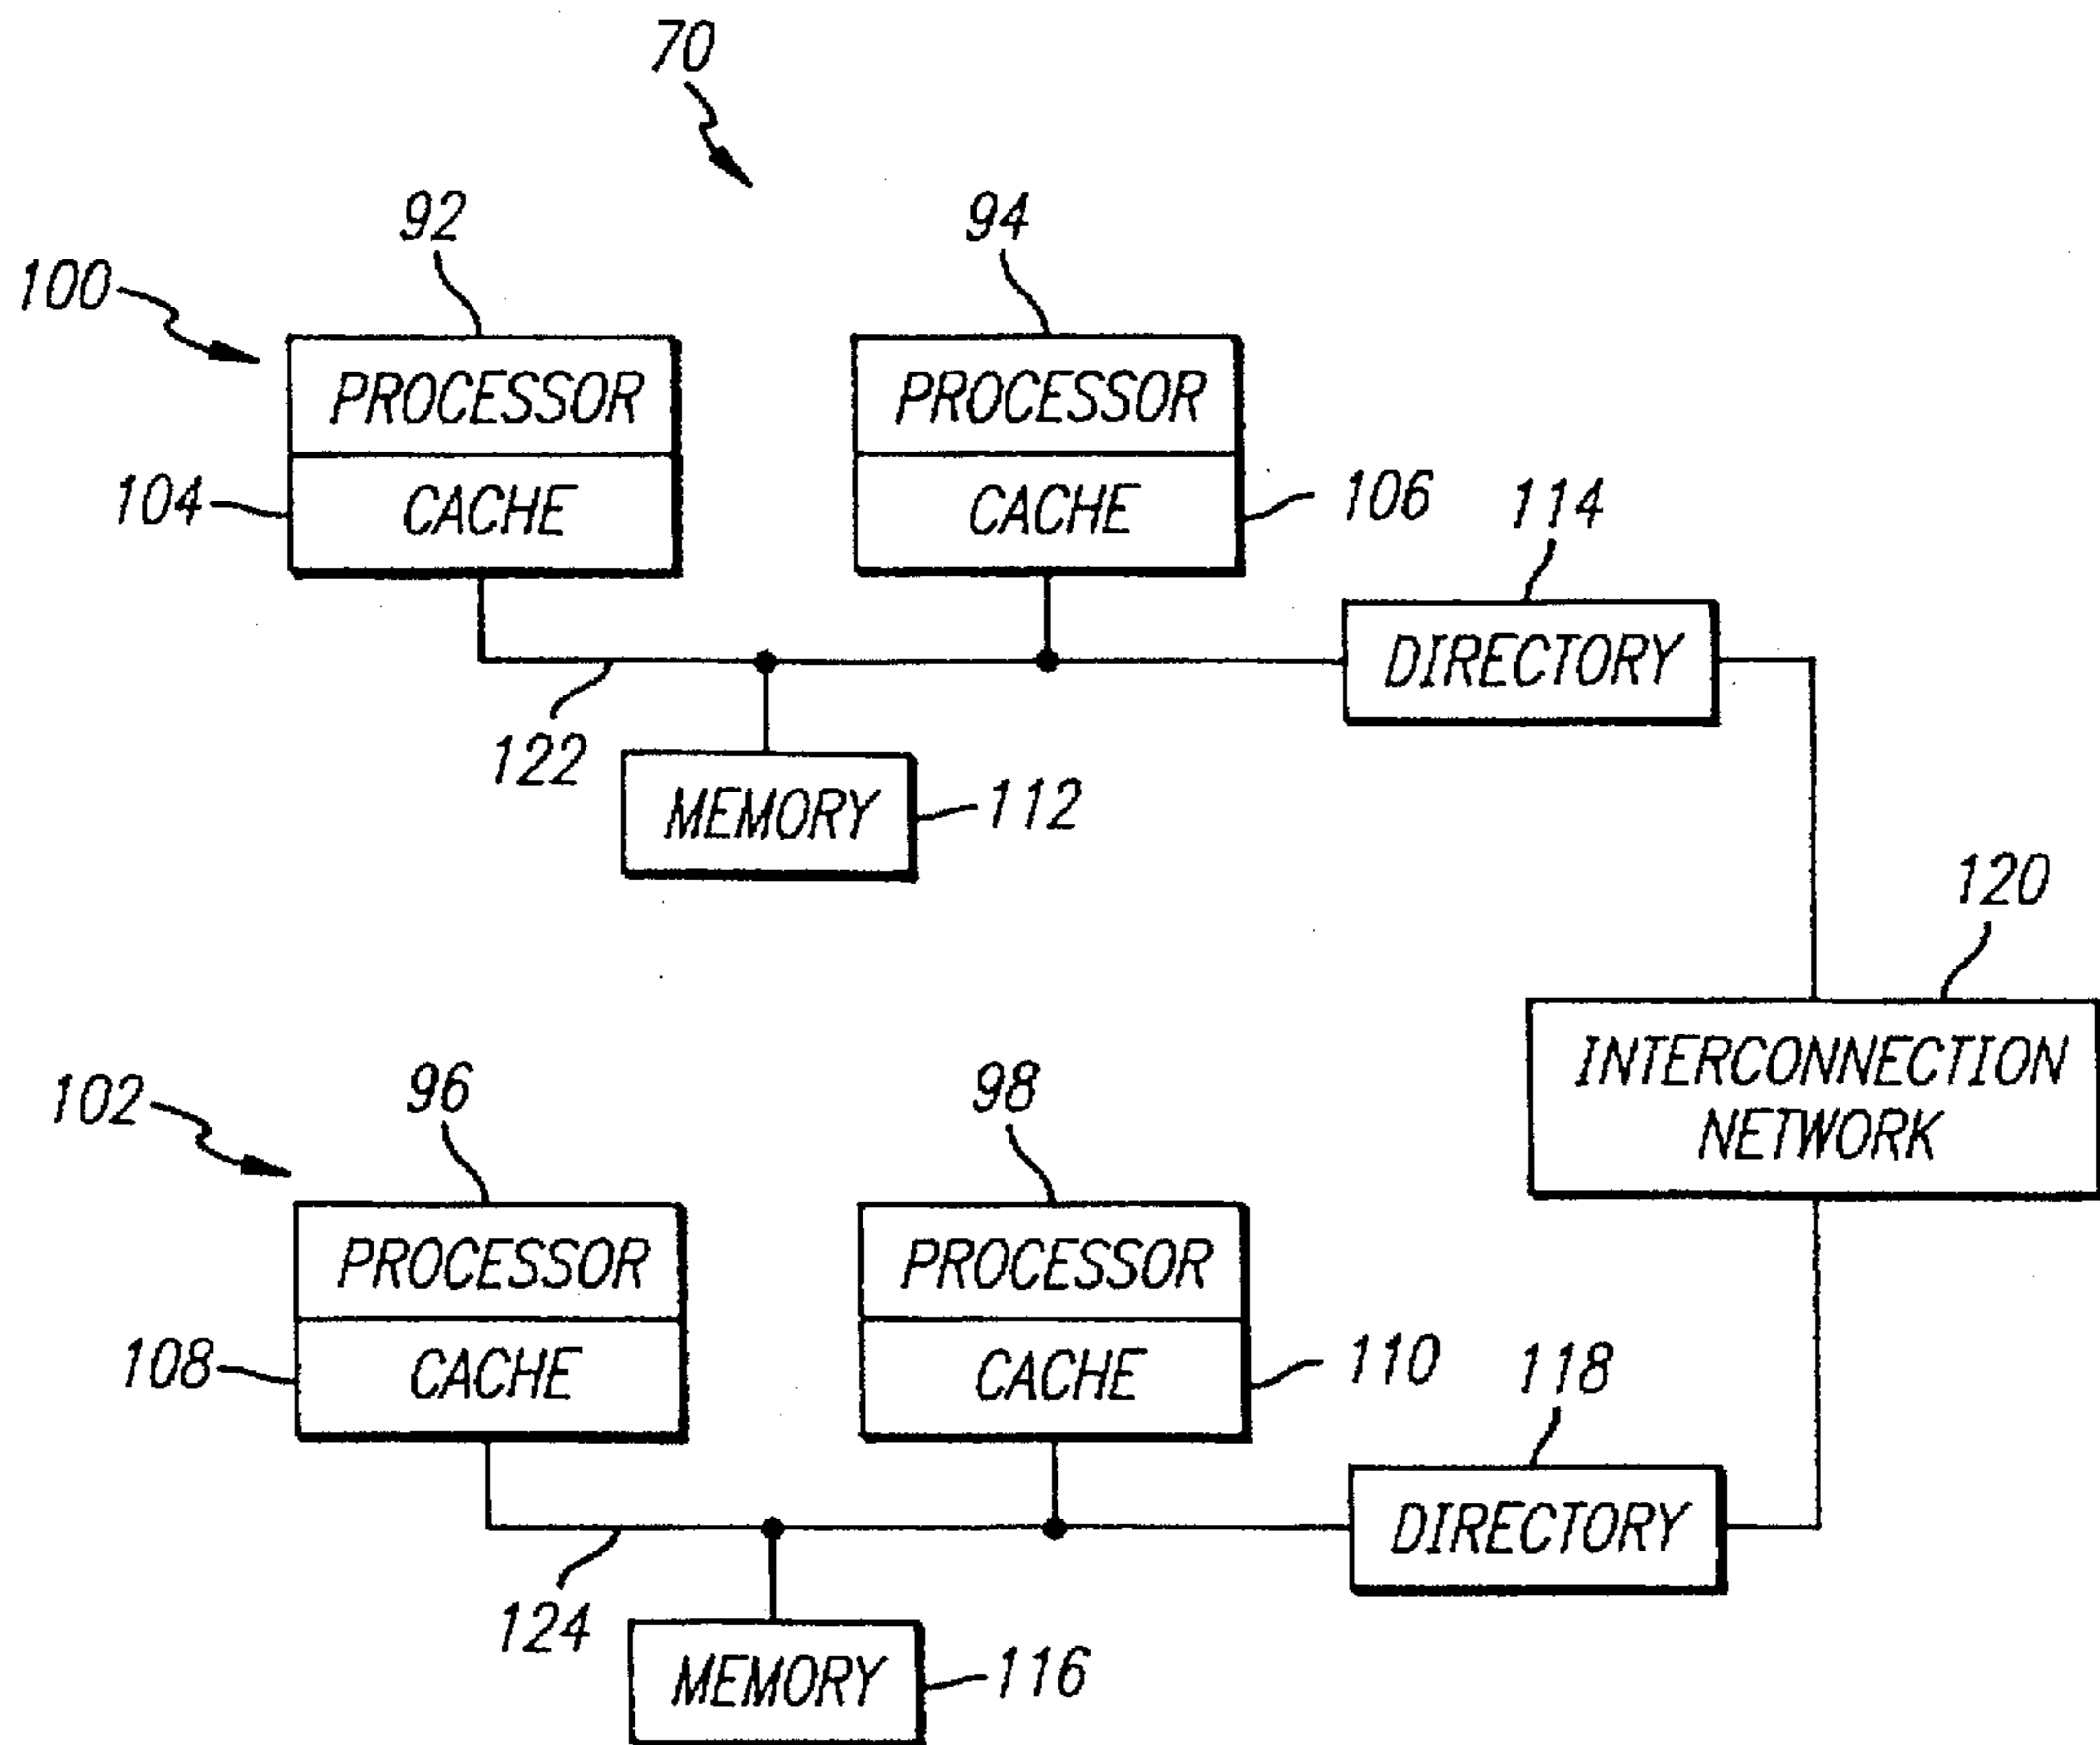 70
92
94
100
PROCESSOR
PROCESSOR
104
CACHE
CACHE
106
114
DIRECTORY
122
MEMORY
112
120
INTERCONNECTION
NETWORK
102
96
98
PROCESSOR
PROCESSOR
108
CACHE
CACHE
110
118
DIRECTORY
124
MEMORY
116